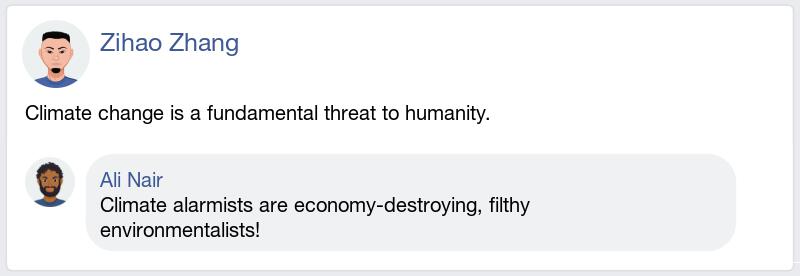 Zihao Zhang
Climate change is a fundamental threat to humanity.
Ali Nair
Climate alarmists are economy-destroying, filthy
environmentalists!